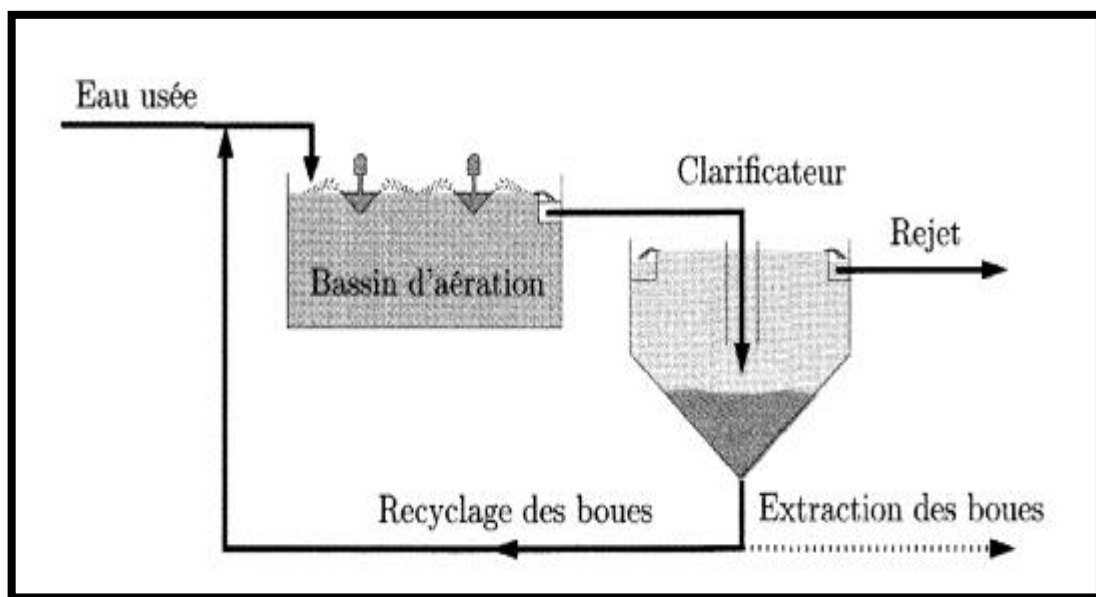 Eau usée
Clarificateur
Rejet
Bassin d'aération
Recyclage des boues
Extraction des boues